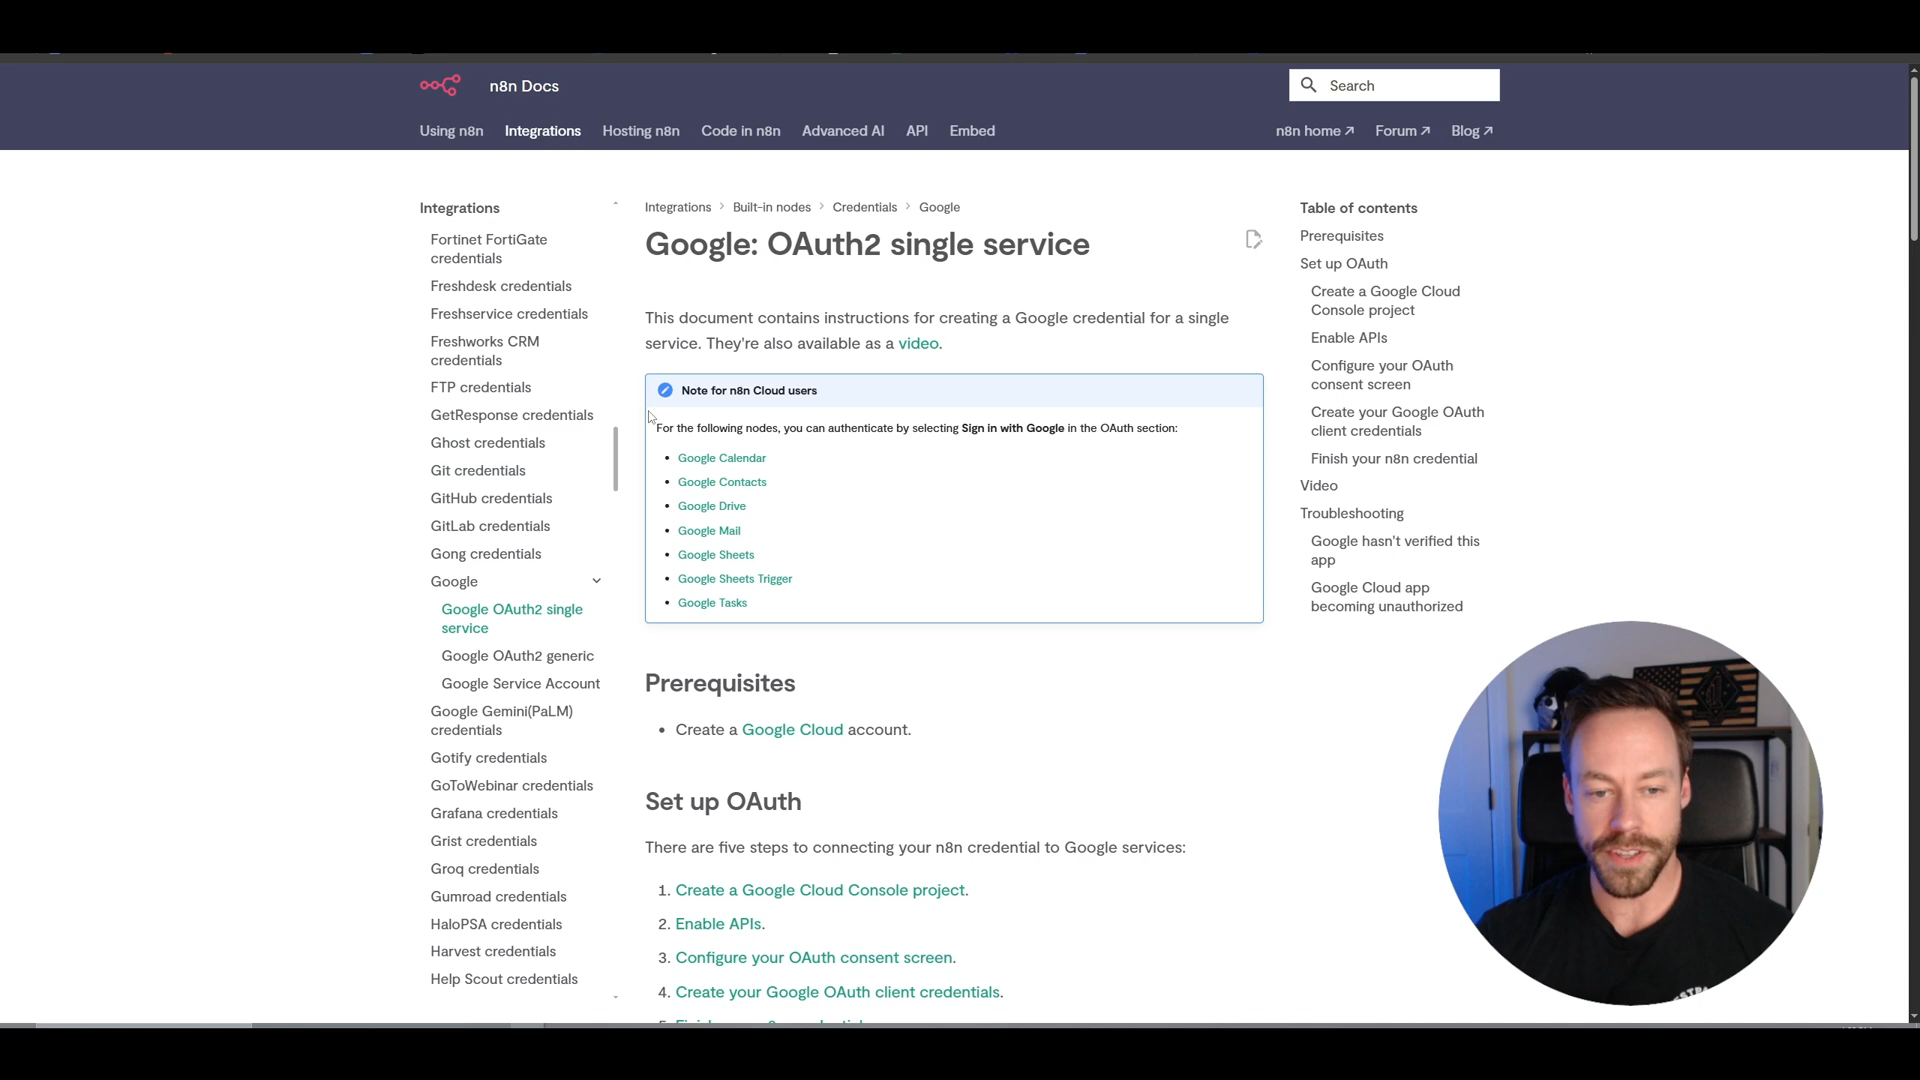 n8n Docs
Search
Using n8n Integrations Hosting n8n Code in n8n Advanced AI API Embed
n8n home Forum Blog
Integrations
Fortinet FortiGate
credentials
Freshdesk credentials
Freshservice credentials
Freshworks CRM
credentials
FTP credentials
GetResponse credentials
Ghost credentials
Git credentials
GitHub credentials
GitLab credentials
Gong credentials
Google
Google OAuth2 single
service
Google OAuth2 generic
Google Service Account
Google Gemini(PaLM)
credentials
Gotify credentials
GoToWebinar credentials
Grafana credentials
Grist credentials
Groq credentials
Gumroad credentials
HaloPSA credentials
Harvest credentials
Help Scout credentials
Integrations > Built-in nodes > Credentials > Google
Google: OAuth2 single service
This document contains instructions for creating a Google credential for a single
service. They're also available as a video.
Note for n8n Cloud users
For the following nodes, you can authenticate by selecting Sign in with Google in the OAuth section:
• Google Calendar
• Google Contacts
• Google Drive
• Google Mail
• Google Sheets
• Google Sheets Trigger
• Google Tasks
Prerequisites
• Create a Google Cloud account.
Set up OAuth
There are five steps to connecting your n8n credential to Google services:
1. Create a Google Cloud Console project.
2. Enable APIs.
3. Configure your OAuth consent screen.
4. Create your Google OAuth client credentials.
Table of contents
Prerequisites
Set up OAuth
Create a Google Cloud
Console project
Enable APIs
Configure your OAuth
consent screen
Create your Google OAuth
client credentials
Finish your n8n credential
Video
Troubleshooting
Google hasn't verified this
app
Google Cloud app
becoming unauthorized